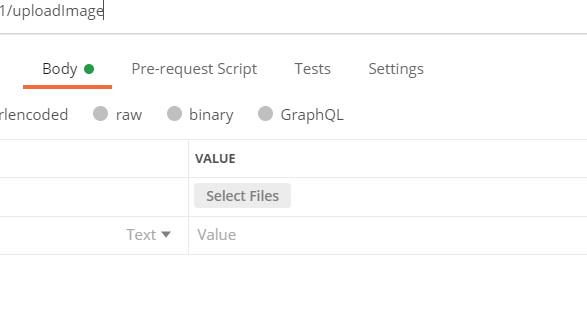 1/uploadImage
Body Pre-request Script Tests Settings
rlencoded raw binary GraphQL
VALUE
Select Files
Text Value